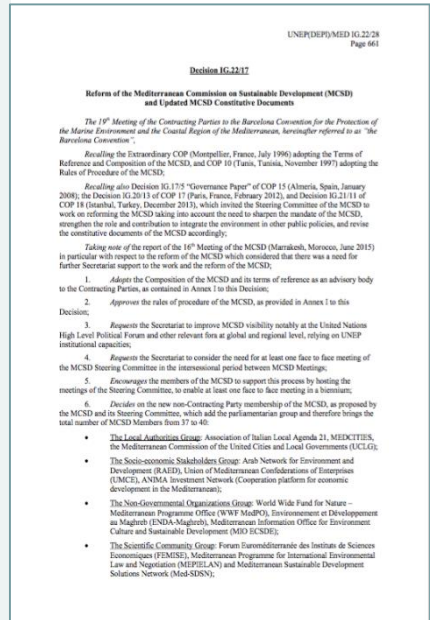 UNEP(DEPI)/MED IG.22/28
Page 661
Decision IG.22/17
Reform of the Mediterranean Commission on Sustainable Development (MCSD)
and Updated MCSD Constitutive Documents
The 19th Meeting of the Contracting Parties to the Barcelona Convention for the Protection of
the Marine Environment and the Coastal Region of the Mediterranean, hereinafter referred to as "the
Barcelona Convention",
Recalling the Extraordinary COP (Montpellier, France, July 1996) adopting the Terms of
Reference and Composition of the MCSD, and COP 10 (Tunis, Tunisia, November 1997) adopting the
Rules of Procedure of the MCSD;
Recalling also Decision IG.17/5 "Governance Paper" of COP 15 (Almeria, Spain, January
2008); the Decision IG.20/13 of COP 17 (Paris, France, February 2012), and Decision IG.21/11 of
COP 18 (Istanbul, Turkey, December 2013), which invited the Steering Committee of the MCSD to
work on reforming the MCSD taking into account the need to sharpen the mandate of the MCSD,
strengthen the role and contribution to integrate the environment in other public policies, and revise
the constitutive documents of the MCSD accordingly;
Taking note of the report of the 16th Meeting of the MCSD (Marrakesh, Morocco, June 2015)
in particular with respect to the reform of the MCSD which considered that there was a need for
further Secretariat support to the work and the reform of the MCSD;
1. Adopts the Composition of the MCSD and its terms of reference as an advisory body
to the Contracting Parties, as contained in Annex I to this Decision;
2. Approves the rules of procedure of the MCSD, as provided in Annex I to this
Decision;
3. Requests the Secretariat to improve MCSD visibility notably at the United Nations
High Level Political Forum and other relevant fora at global and regional level, relying on UNEP
institutional capacities;
4. Requests the Secretariat to consider the need for at least one face to face meeting of
the MCSD Steering Committee in the intersessional period between MCSD Meetings;
5. Encourages the members of the MCSD to support this process by hosting the
meetings of the Steering Committee, to enable at least one face to face meeting in a biennium;
6. Decides on the new non-Contracting Party membership of the MCSD, as proposed by
the MCSD and its Steering Committee, which add the parliamentarian group and therefore brings the
total number of MCSD Members from 37 to 40:
• The Local Authorities Group: Association of Italian Local Agenda 21, MEDCITIES,
the Mediterranean Commission of the United Cities and Local Governments (UCLG);
• The Socio-economic Stakeholders Group: Arab Network for Environment and
Development (RAED), Union of Mediterranean Confederations of Enterprises
(UMCE), ANIMA Investment Network (Cooperation platform for economic
development in the Mediterranean);
• The Non-Governmental Organizations Group: World Wide Fund for Nature –
Mediterranean Programme Office (WWF MedPO), Environnement et Développement
au Maghreb (ENDA-Maghreb), Mediterranean Information Office for Environment
Culture and Sustainable Development (MIO ECSDE);
• The Scientific Community Group: Forum Euroméditerranée des Instituts de Sciences
Economiques (FEMISE), Mediterranean Programme for International Environmental
Law and Negotiation (MEPIELAN) and Mediterranean Sustainable Development
Solutions Network (Med-SDSN);